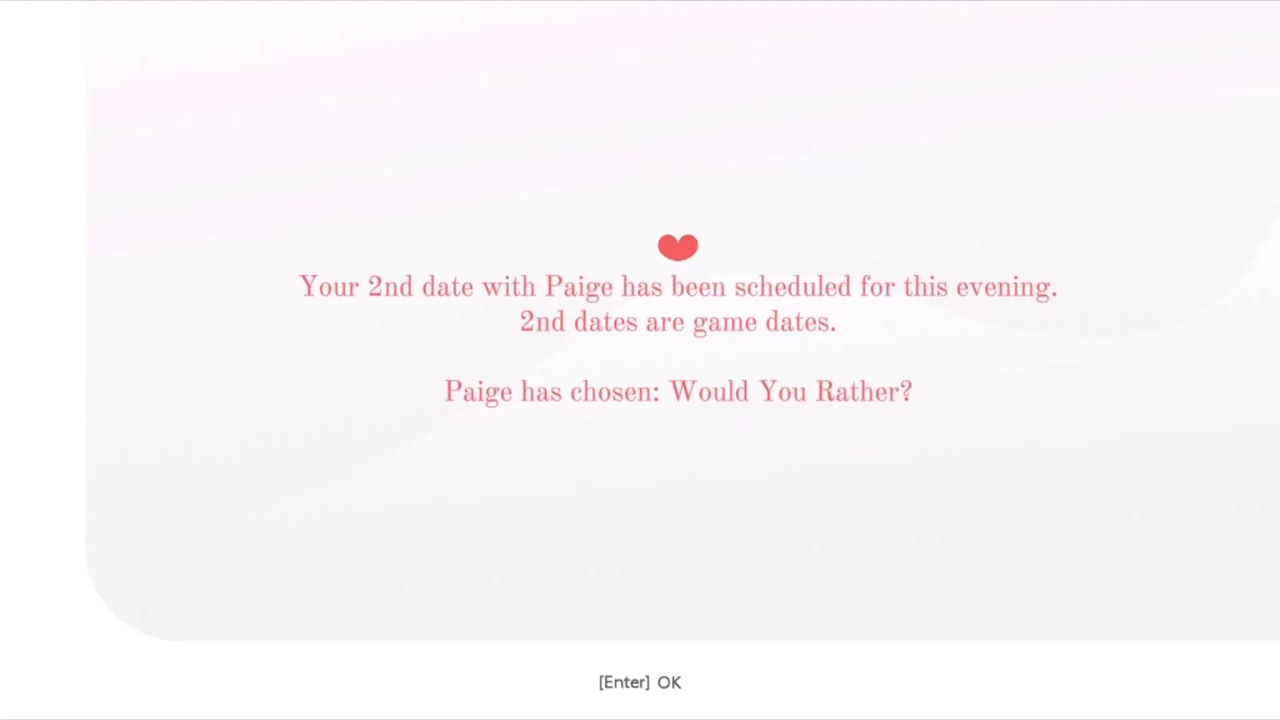 Your 2nd date with Paige has been scheduled for this evening.
2nd dates are game dates.
Paige has chosen: Would You Rather?
[Enter] OK